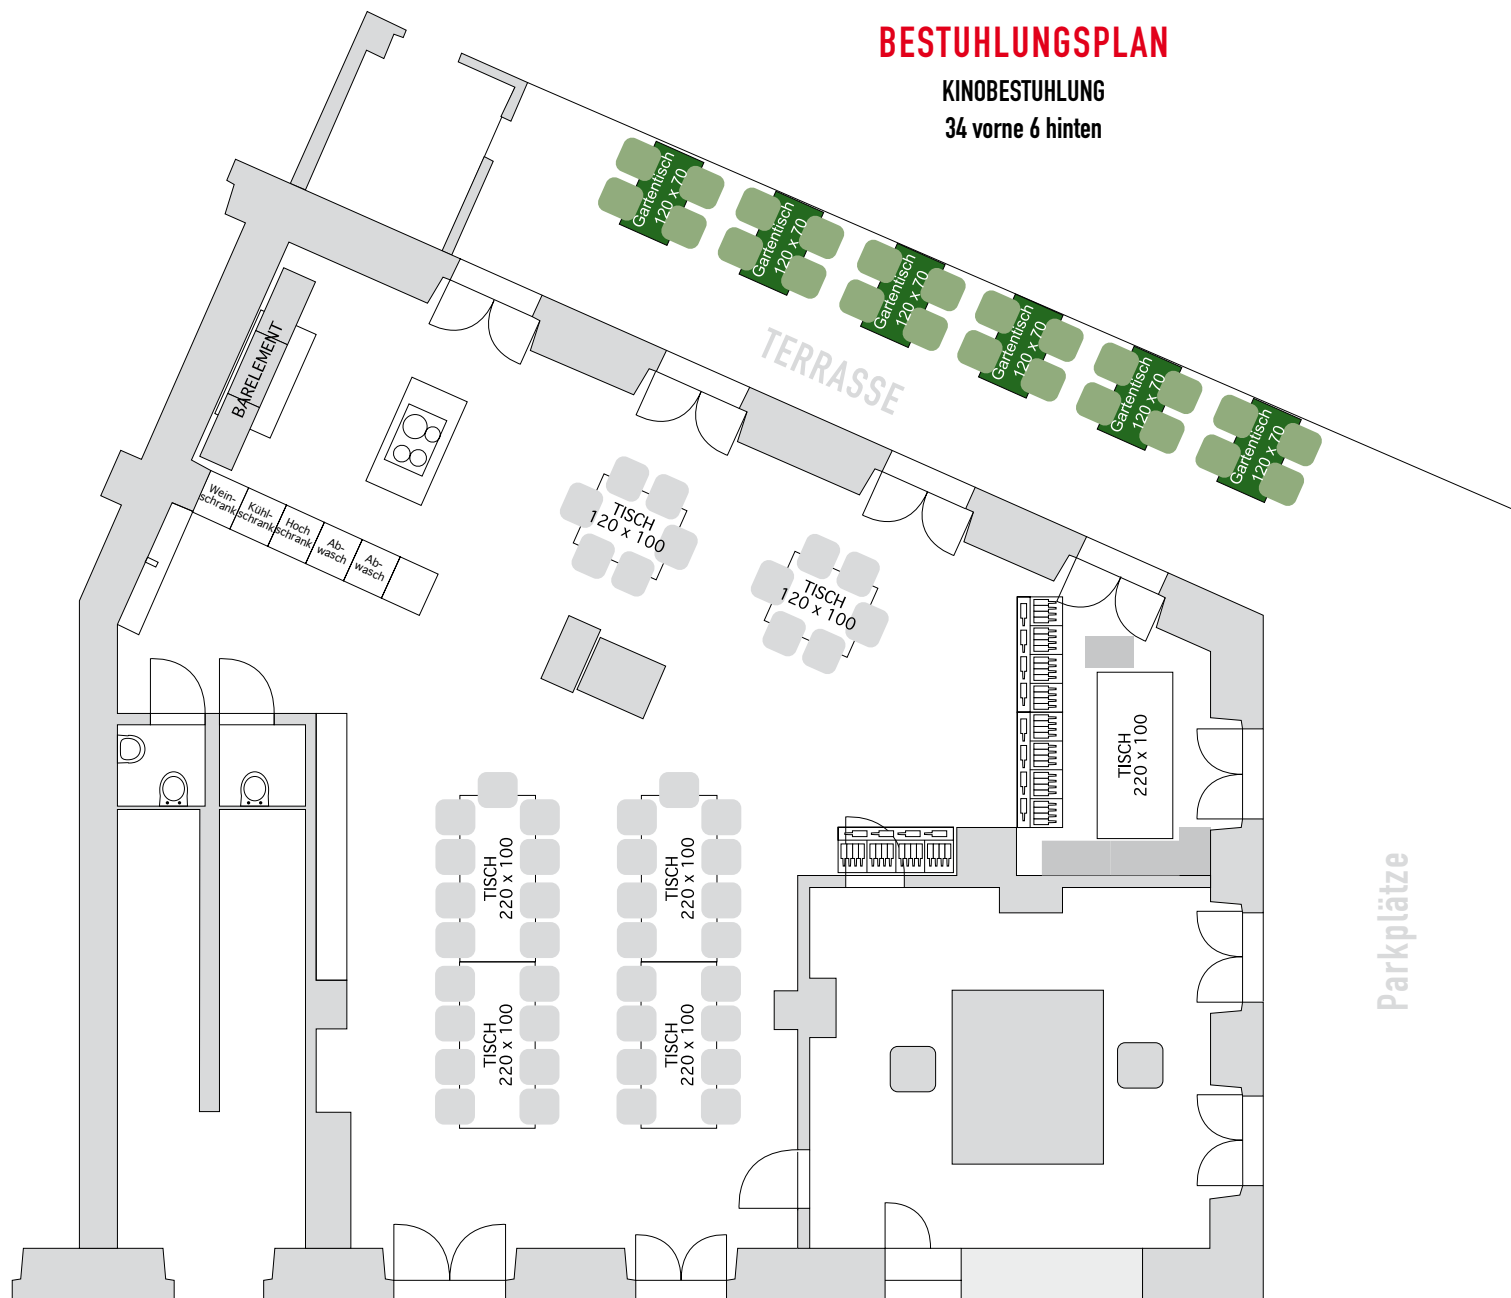 BESTUHLUNGSPLAN
KINOBESTUHLUNG
34 vorne 6 hinten
Gartentisch
120 x 70
Gartentisch
120 x 70
Gartentisch
120 x 70
Gartentisch
120 x 70
Gartentisch
120 x 70
Gartentisch
120 x 70
TERRASSE
BARELEMENT
Wein-
schrank
Kühl-
schrank
Hoch
schrank
Ab-
wasch
Ab-
wasch
TISCH
120 x 100
TISCH
120 x 100
TISCH
220 x 100
TISCH
220 x 100
TISCH
220 x 100
TISCH
220 x 100
TISCH
220 x 100
Parkplätze